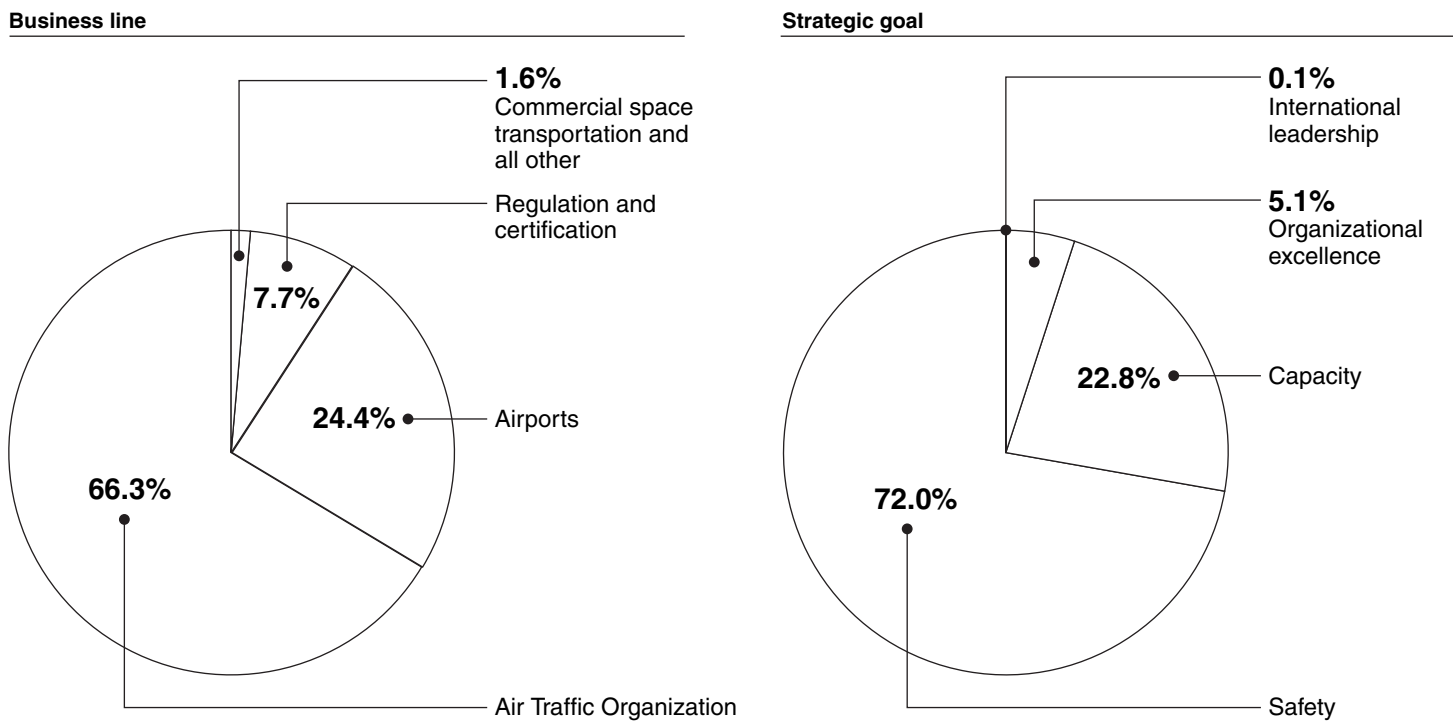 Business line
1.6%
Commercial space
transportation and
all other
Regulation and
certification
7.7%
24.4%
Airports
66.3%
Air Traffic Organization
Strategic goal
0.1%
International
leadership
5.1%
Organizational
excellence
22.8%
Capacity
72.0%
Safety